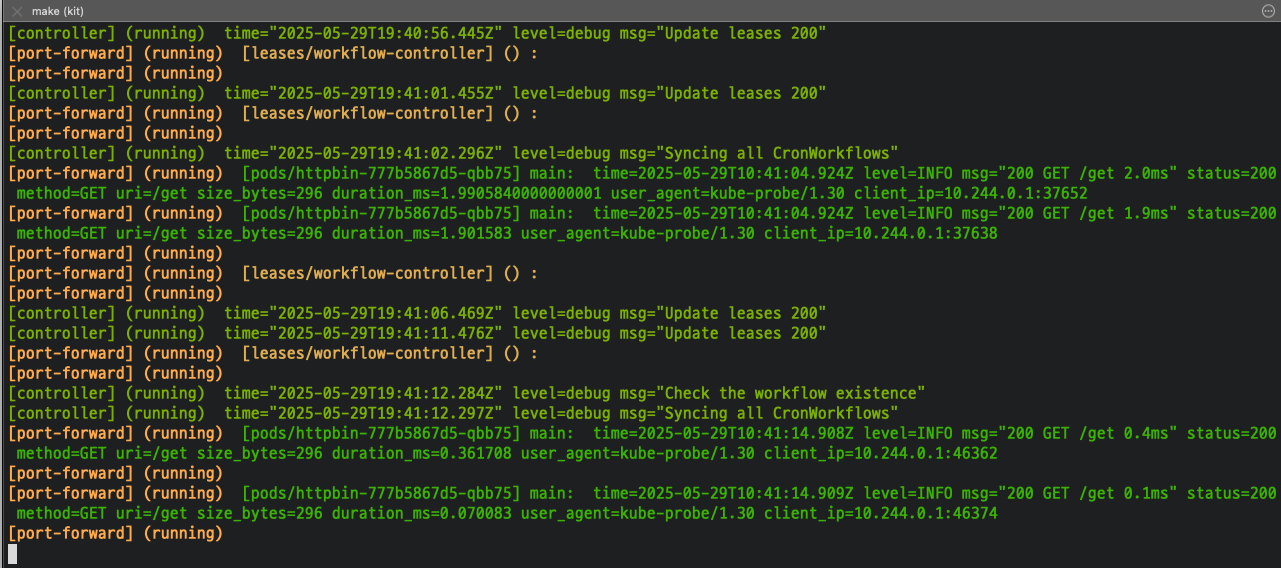 make (kit)
[controller] (running)  time="2025-05-29T19:40:56.445Z" level=debug msg="Update leases 200"
[port-forward] (running)  [leases/workflow-controller] () :
[port-forward] (running)
[controller] (running)  time="2025-05-29T19:41:01.455Z" level=debug msg="Update leases 200"
[port-forward] (running)  [leases/workflow-controller] () :
[port-forward] (running)
[controller] (running)  time="2025-05-29T19:41:02.296Z" level=debug msg="Syncing all CronWorkflows"
[port-forward] (running)  [pods/httpbin-777b5867d5-qbb75] main:  time=2025-05-29T10:41:04.924Z level=INFO msg="200 GET /get 2.0ms" status=200
method=GET uri=/get size_bytes=296 duration_ms=1.9905840000000001 user_agent=kube-probe/1.30 client_ip=10.244.0.1:37652
[port-forward] (running)  [pods/httpbin-777b5867d5-qbb75] main:  time=2025-05-29T10:41:04.924Z level=INFO msg="200 GET /get 1.9ms" status=200
method=GET uri=/get size_bytes=296 duration_ms=1.901583 user_agent=kube-probe/1.30 client_ip=10.244.0.1:37638
[port-forward] (running)
[port-forward] (running)  [leases/workflow-controller] () :
[port-forward] (running)
[controller] (running)  time="2025-05-29T19:41:06.469Z" level=debug msg="Update leases 200"
[controller] (running)  time="2025-05-29T19:41:11.476Z" level=debug msg="Update leases 200"
[port-forward] (running)  [leases/workflow-controller] () :
[port-forward] (running)
[controller] (running)  time="2025-05-29T19:41:12.284Z" level=debug msg="Check the workflow existence"
[controller] (running)  time="2025-05-29T19:41:12.297Z" level=debug msg="Syncing all CronWorkflows"
[port-forward] (running)  [pods/httpbin-777b5867d5-qbb75] main:  time=2025-05-29T10:41:14.908Z level=INFO msg="200 GET /get 0.4ms" status=200
method=GET uri=/get size_bytes=296 duration_ms=0.361708 user_agent=kube-probe/1.30 client_ip=10.244.0.1:46362
[port-forward] (running)
[port-forward] (running)  [pods/httpbin-777b5867d5-qbb75] main:  time=2025-05-29T10:41:14.909Z level=INFO msg="200 GET /get 0.1ms" status=200
method=GET uri=/get size_bytes=296 duration_ms=0.070083 user_agent=kube-probe/1.30 client_ip=10.244.0.1:46374
[port-forward] (running)